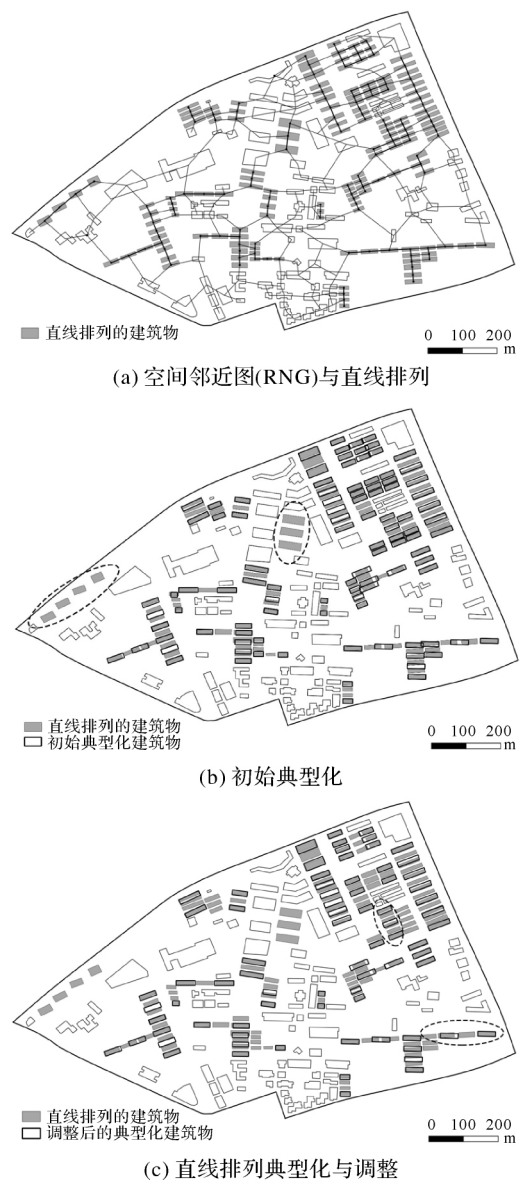 直线排列的建筑物
0 100 200
m
(a) 空间邻近图(RNG)与直线排列
直线排列的建筑物
初始典型化建筑物
0 100 200
m
(b) 初始典型化
直线排列的建筑物
调整后的典型化建筑物
0 100 200
m
(c) 直线排列典型化与调整